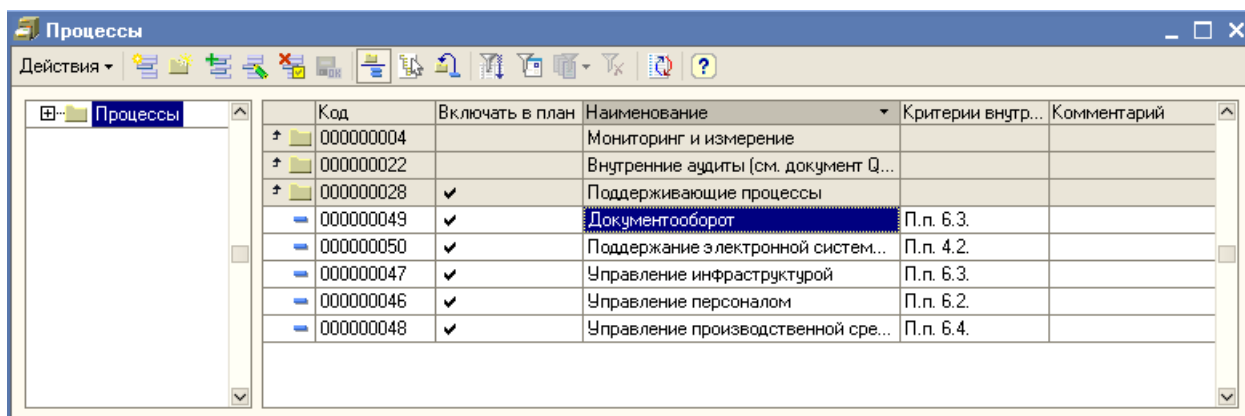 Процессы
Действия
Процессы
Код Включать в план Наименование Критерии внутр... Комментарий
000000004 Мониторинг и измерение
000000022 Внутренние аудиты (см. документ Q...
000000028 ✔ Поддерживающие процессы
000000049 ✔ Документооборот П.п. 6.3.
000000050 ✔ Поддержание электронной систем... П.п. 4.2.
000000047 ✔ Управление инфраструктурой П.п. 6.3.
000000046 ✔ Управление персоналом П.п. 6.2.
000000048 ✔ Управление производственной сре... П.п. 6.4.